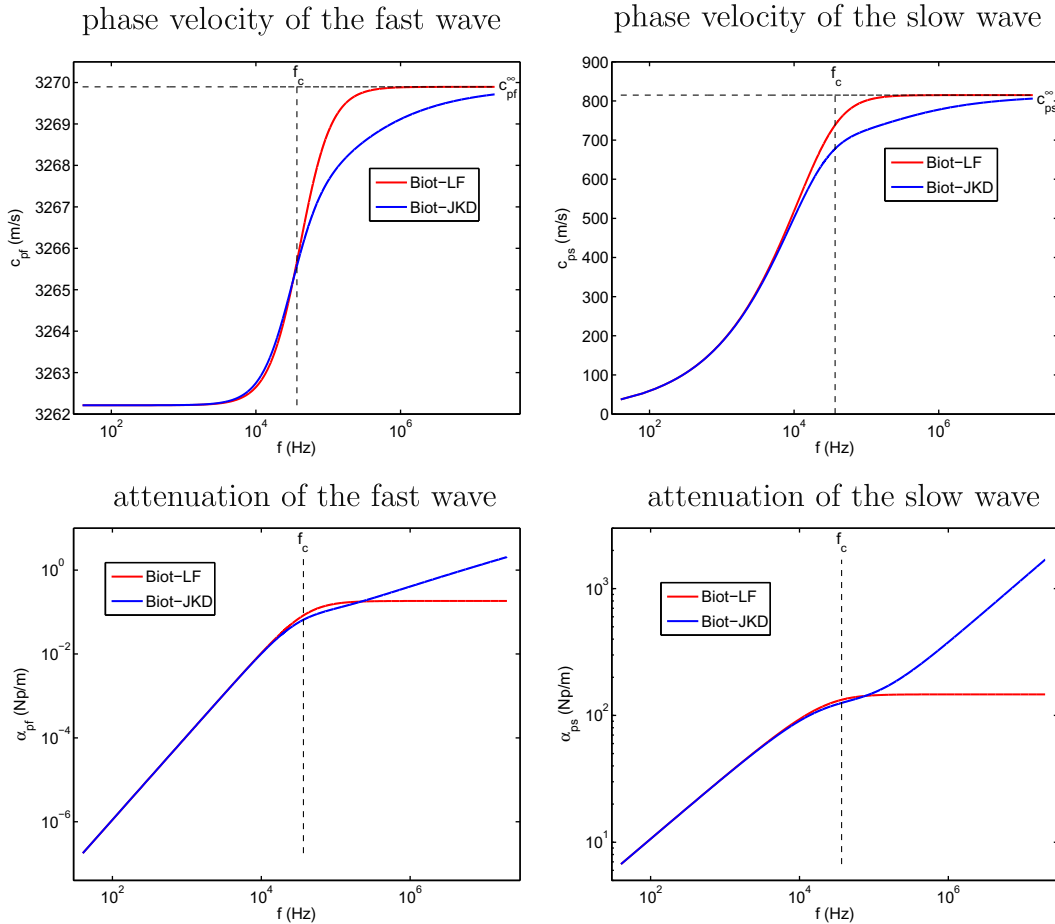 phase velocity of the fast wave
phase velocity of the slow wave
f_c
3270
3269
3268
3267
3266
3265
3264
3263
3262
c_pf^∞
Biot−LF
Biot−JKD
c_pf (m/s)
10^2
10^4
10^6
f (Hz)
f_c
900
800
700
600
500
400
300
200
100
0
c_ps^∞
Biot−LF
Biot−JKD
c_ps (m/s)
10^2
10^4
10^6
f (Hz)
attenuation of the fast wave
attenuation of the slow wave
f_c
10^0
10^−2
10^−4
10^−6
Biot−LF
Biot−JKD
α_pf (Np/m)
10^2
10^4
10^6
f (Hz)
f_c
10^3
10^2
10^1
Biot−LF
Biot−JKD
α_ps (Np/m)
10^2
10^4
10^6
f (Hz)